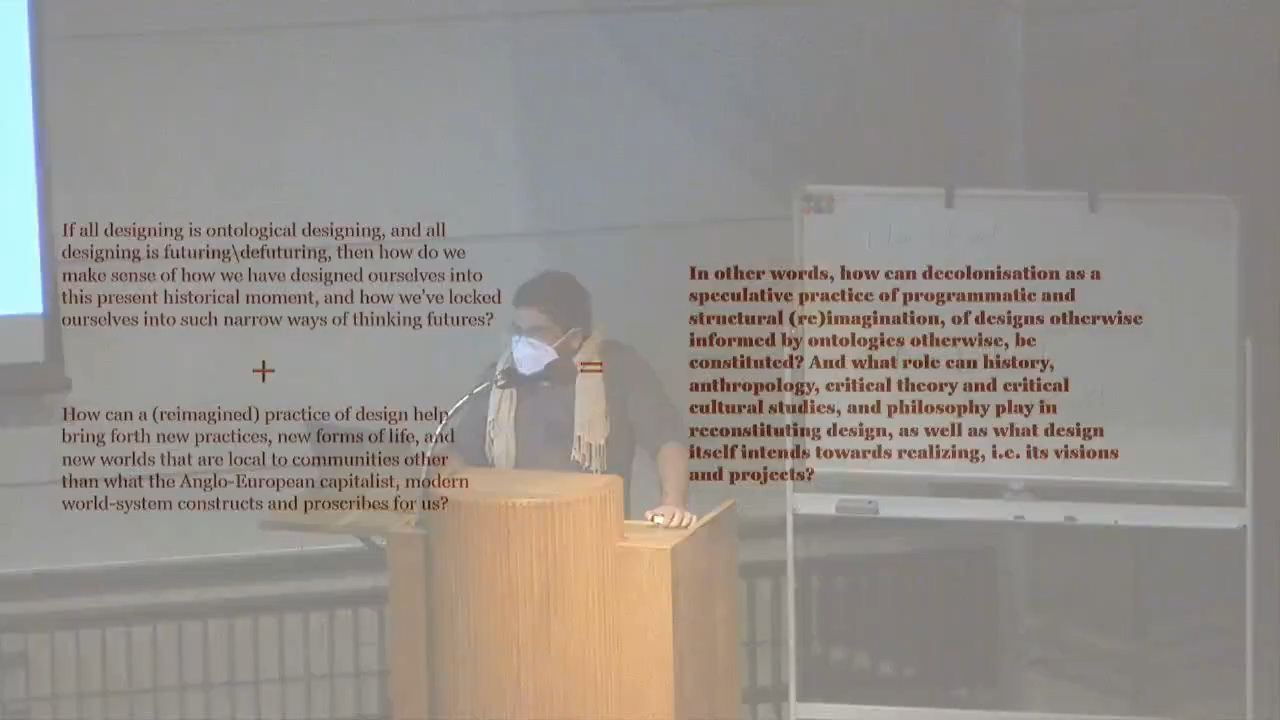 If all designing is ontological designing, and all
designing is futuring\defuturing, then how do we
make sense of how we have designed ourselves into
this present historical moment, and how we've locked
ourselves into such narrow ways of thinking futures?
+
How can a (reimagined) practice of design help
bring forth new practices, new forms of life, and
new worlds that are local to communities other
than what the Anglo-European capitalist, modern
world-system constructs and proscribes for us?
=
In other words, how can decolonisation as a
speculative practice of programmatic and
structural (re)imagination, of designs otherwise
informed by ontologies otherwise, be
constituted? And what role can history,
anthropology, critical theory and critical
cultural studies, and philosophy play in
reconstituting design, as well as what design
itself intends towards realizing, i.e. its visions
and projects?